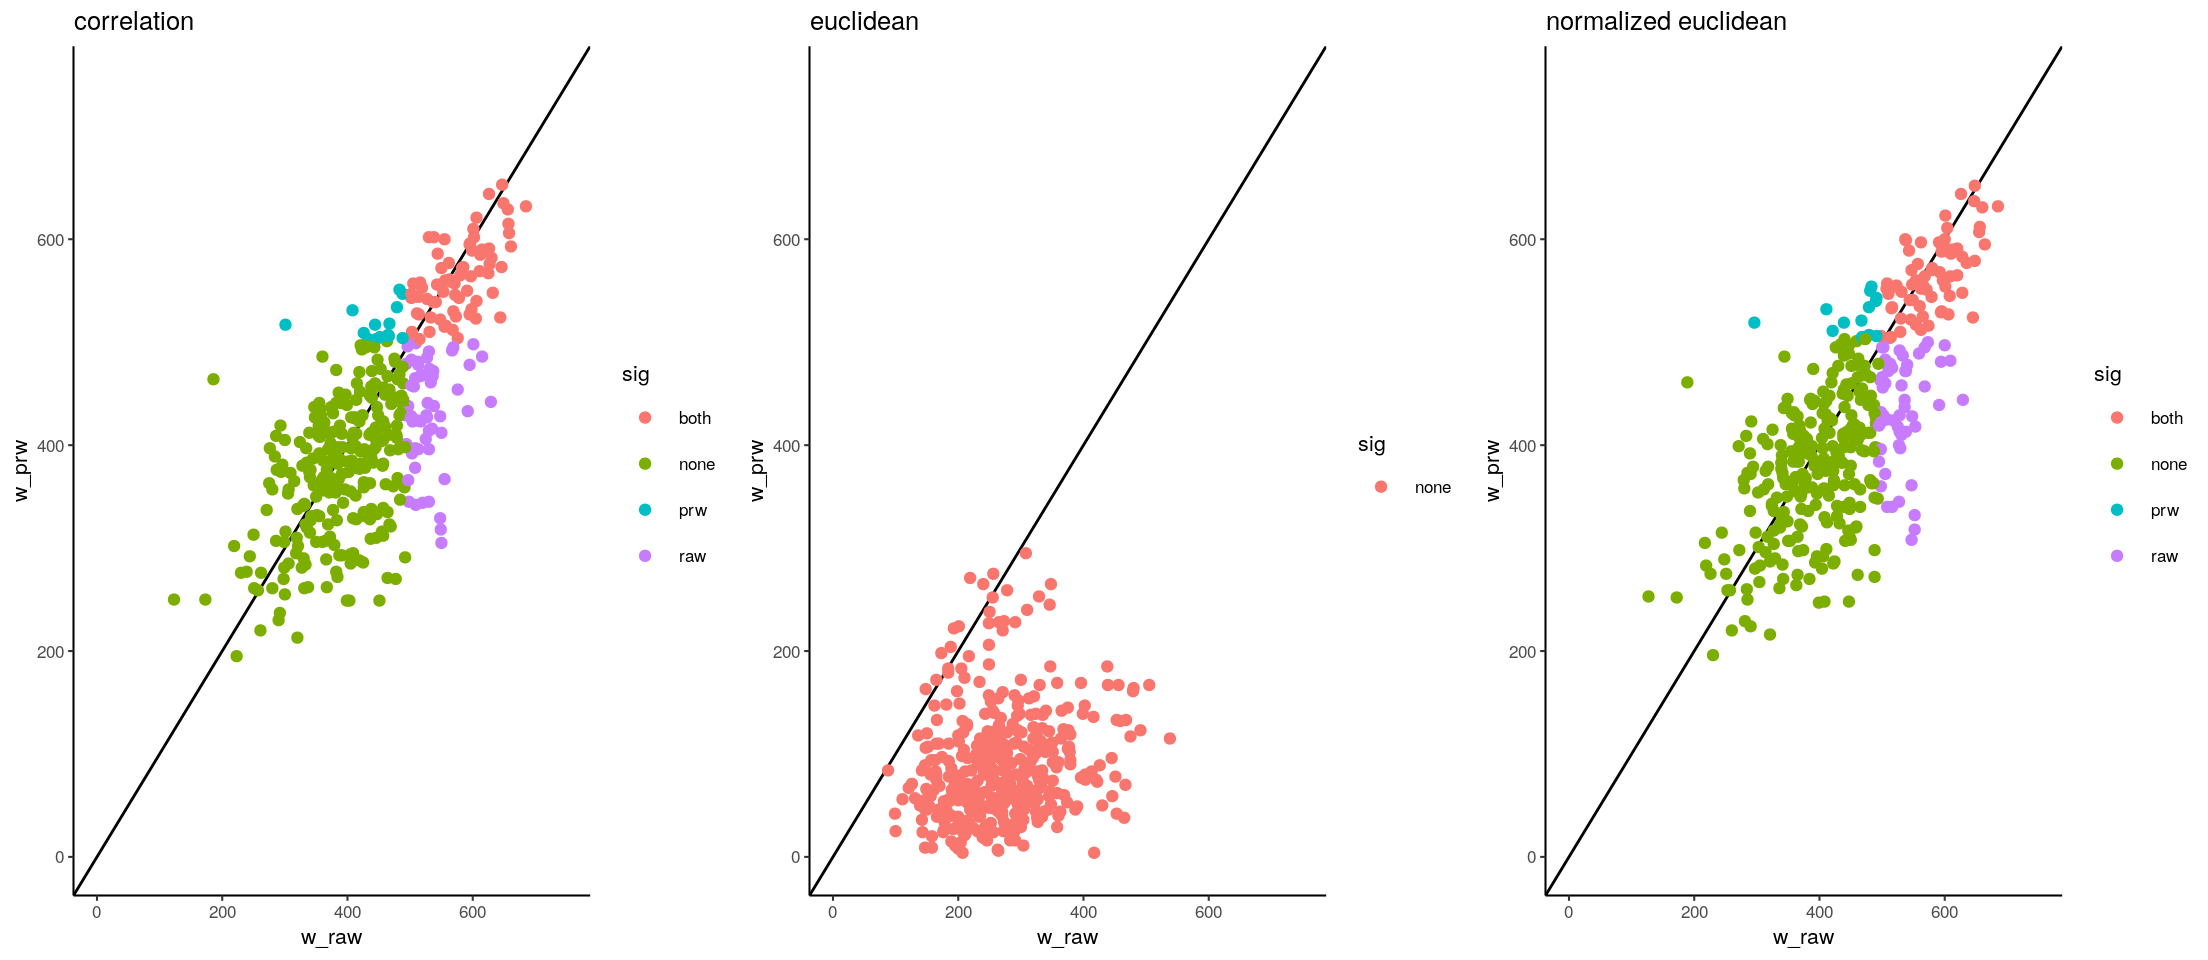 correlation
w_prw
600
400
200
0
0 200 400 600
w_raw
sig
both
none
prw
raw
euclidean
w_prw
600
400
200
0
0 200 400 600
w_raw
sig
none
normalized euclidean
w_prw
600
400
200
0
0 200 400 600
w_raw
sig
both
none
prw
raw